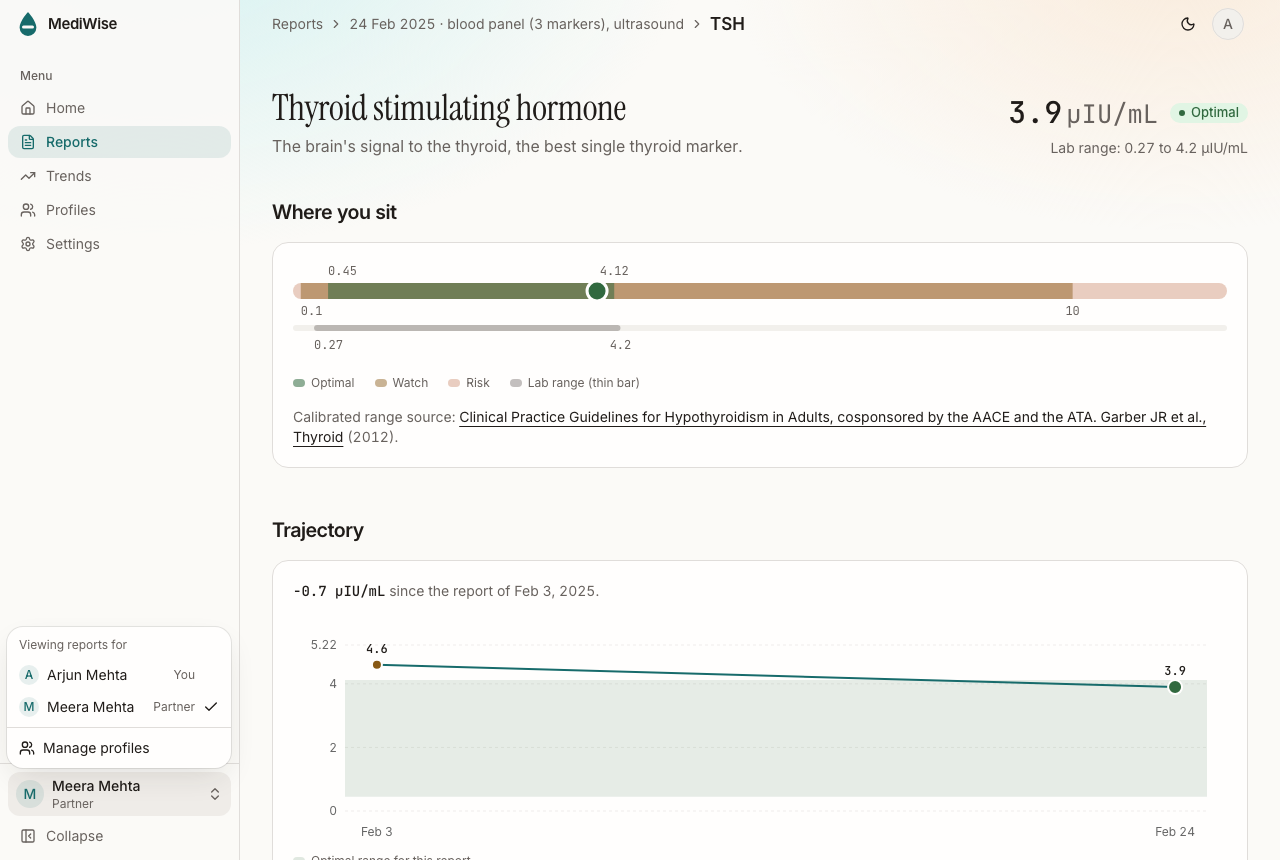 MediWise
Menu
Home
Reports
Trends
Profiles
Settings
Viewing reports for
A Arjun Mehta You
M Meera Mehta Partner
Manage profiles
M Meera Mehta
Partner
Collapse
Reports > 24 Feb 2025 · blood panel (3 markers), ultrasound > TSH
A
Thyroid stimulating hormone
The brain's signal to the thyroid, the best single thyroid marker.
3.9 µIU/mL Optimal
Lab range: 0.27 to 4.2 µIU/mL
Where you sit
0.45 4.12
0.1 10
0.27 4.2
Optimal Watch Risk Lab range (thin bar)
Calibrated range source: Clinical Practice Guidelines for Hypothyroidism in Adults, cosponsored by the AACE and the ATA. Garber JR et al.,
Thyroid (2012).
Trajectory
-0.7 µIU/mL since the report of Feb 3, 2025.
5.22
4.6
3.9
4
2
0
Feb 3 Feb 24
Optimal range for this report